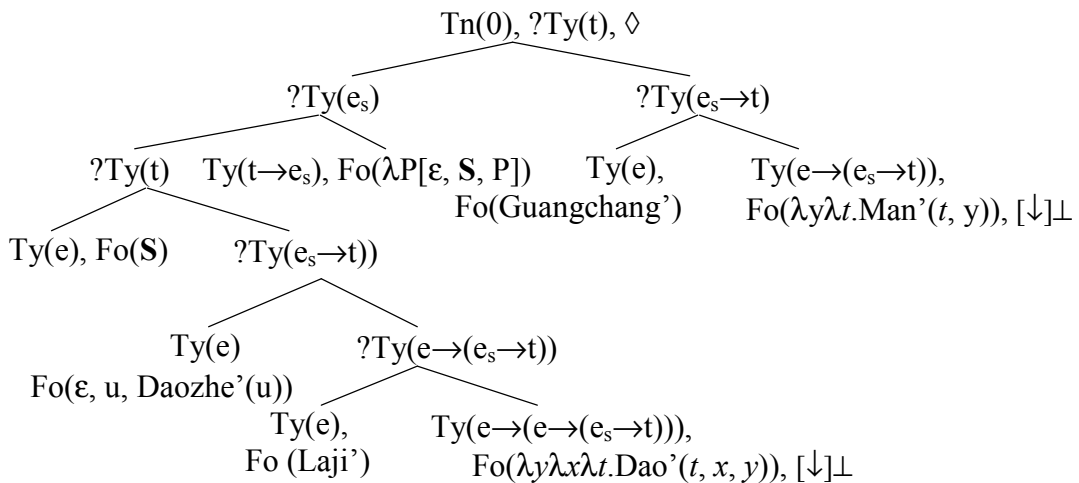 Tn(0), ?Ty(t), ◊
?Ty(eₛ) ?Ty(eₛ→t)
?Ty(t) Ty(t→eₛ), Fo(λP[ε, S, P]) Ty(e), Ty(e→(eₛ→t)),
Fo(Guangchang’) Fo(λyλt.Man’(t, y)), [↓]⊥
Ty(e), Fo(S) ?Ty(eₛ→t))
Ty(e) ?Ty(e→(eₛ→t))
Fo(ε, u, Daozhe’(u))
Ty(e), Ty(e→(e→(eₛ→t))),
Fo (Laji’) Fo(λyλxλt.Dao’(t, x, y)), [↓]⊥